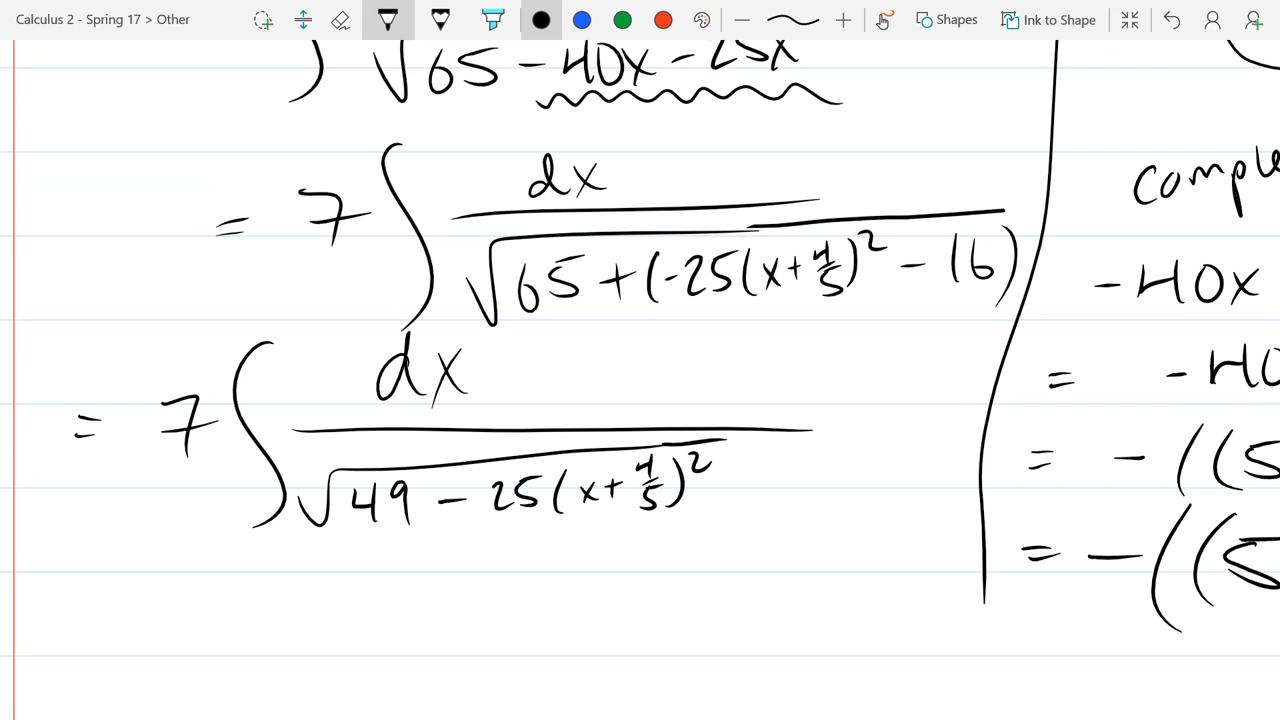 Calculus 2 - Spring 17 > Other
Shapes
Ink to Shape
√65 - 40x - 25x
= 7 ∫ dx / √65 + (-25(x + 4/5)² - 16)
= 7 ∫ dx / √49 - 25(x + 4/5)²
- 40x
= - 40
= - ((5
= - ((5